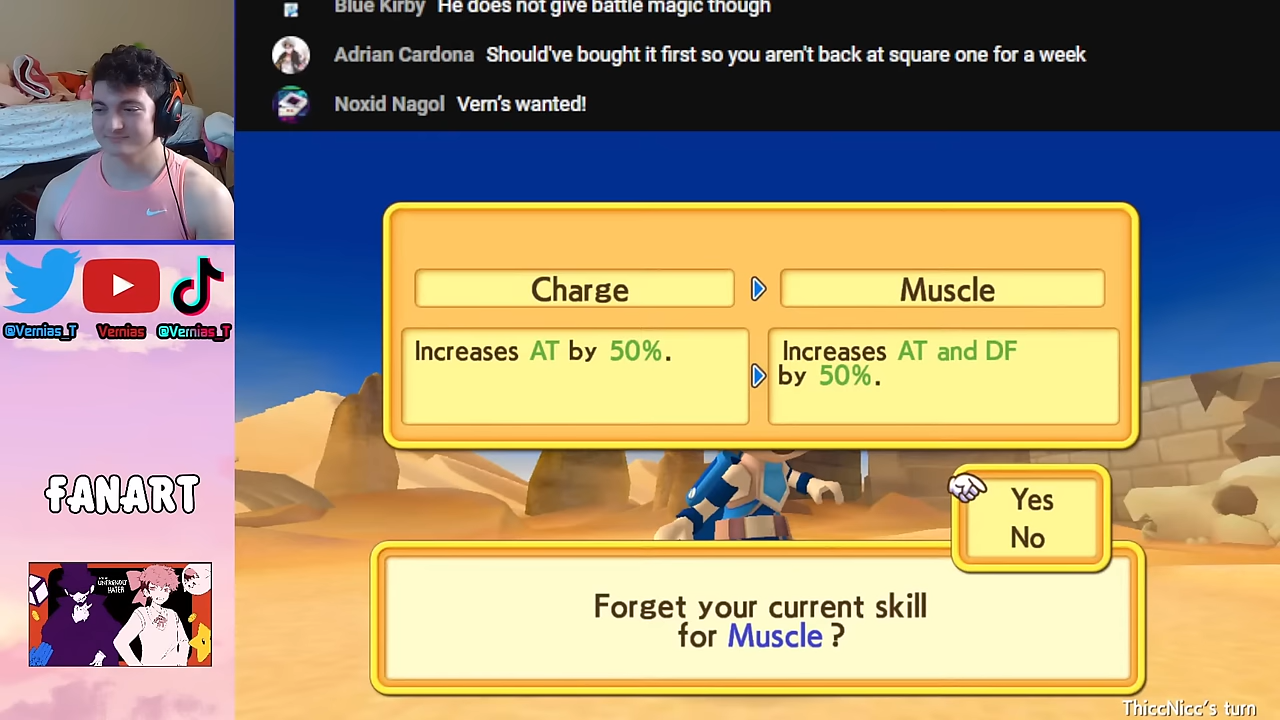 Blue Kirby He does not give battle magic though
Adrian Cardona Should've bought it first so you aren't back at square one for a week
Noxid Nagol Vern's wanted!
Charge
Muscle
Increases AT by 50%.
Increases AT and DF
by 50%.
Yes
No
Forget your current skill
for Muscle ?
ThiccNicc's turn
@Vernias_T
Vernias
@Vernias_T
FANART